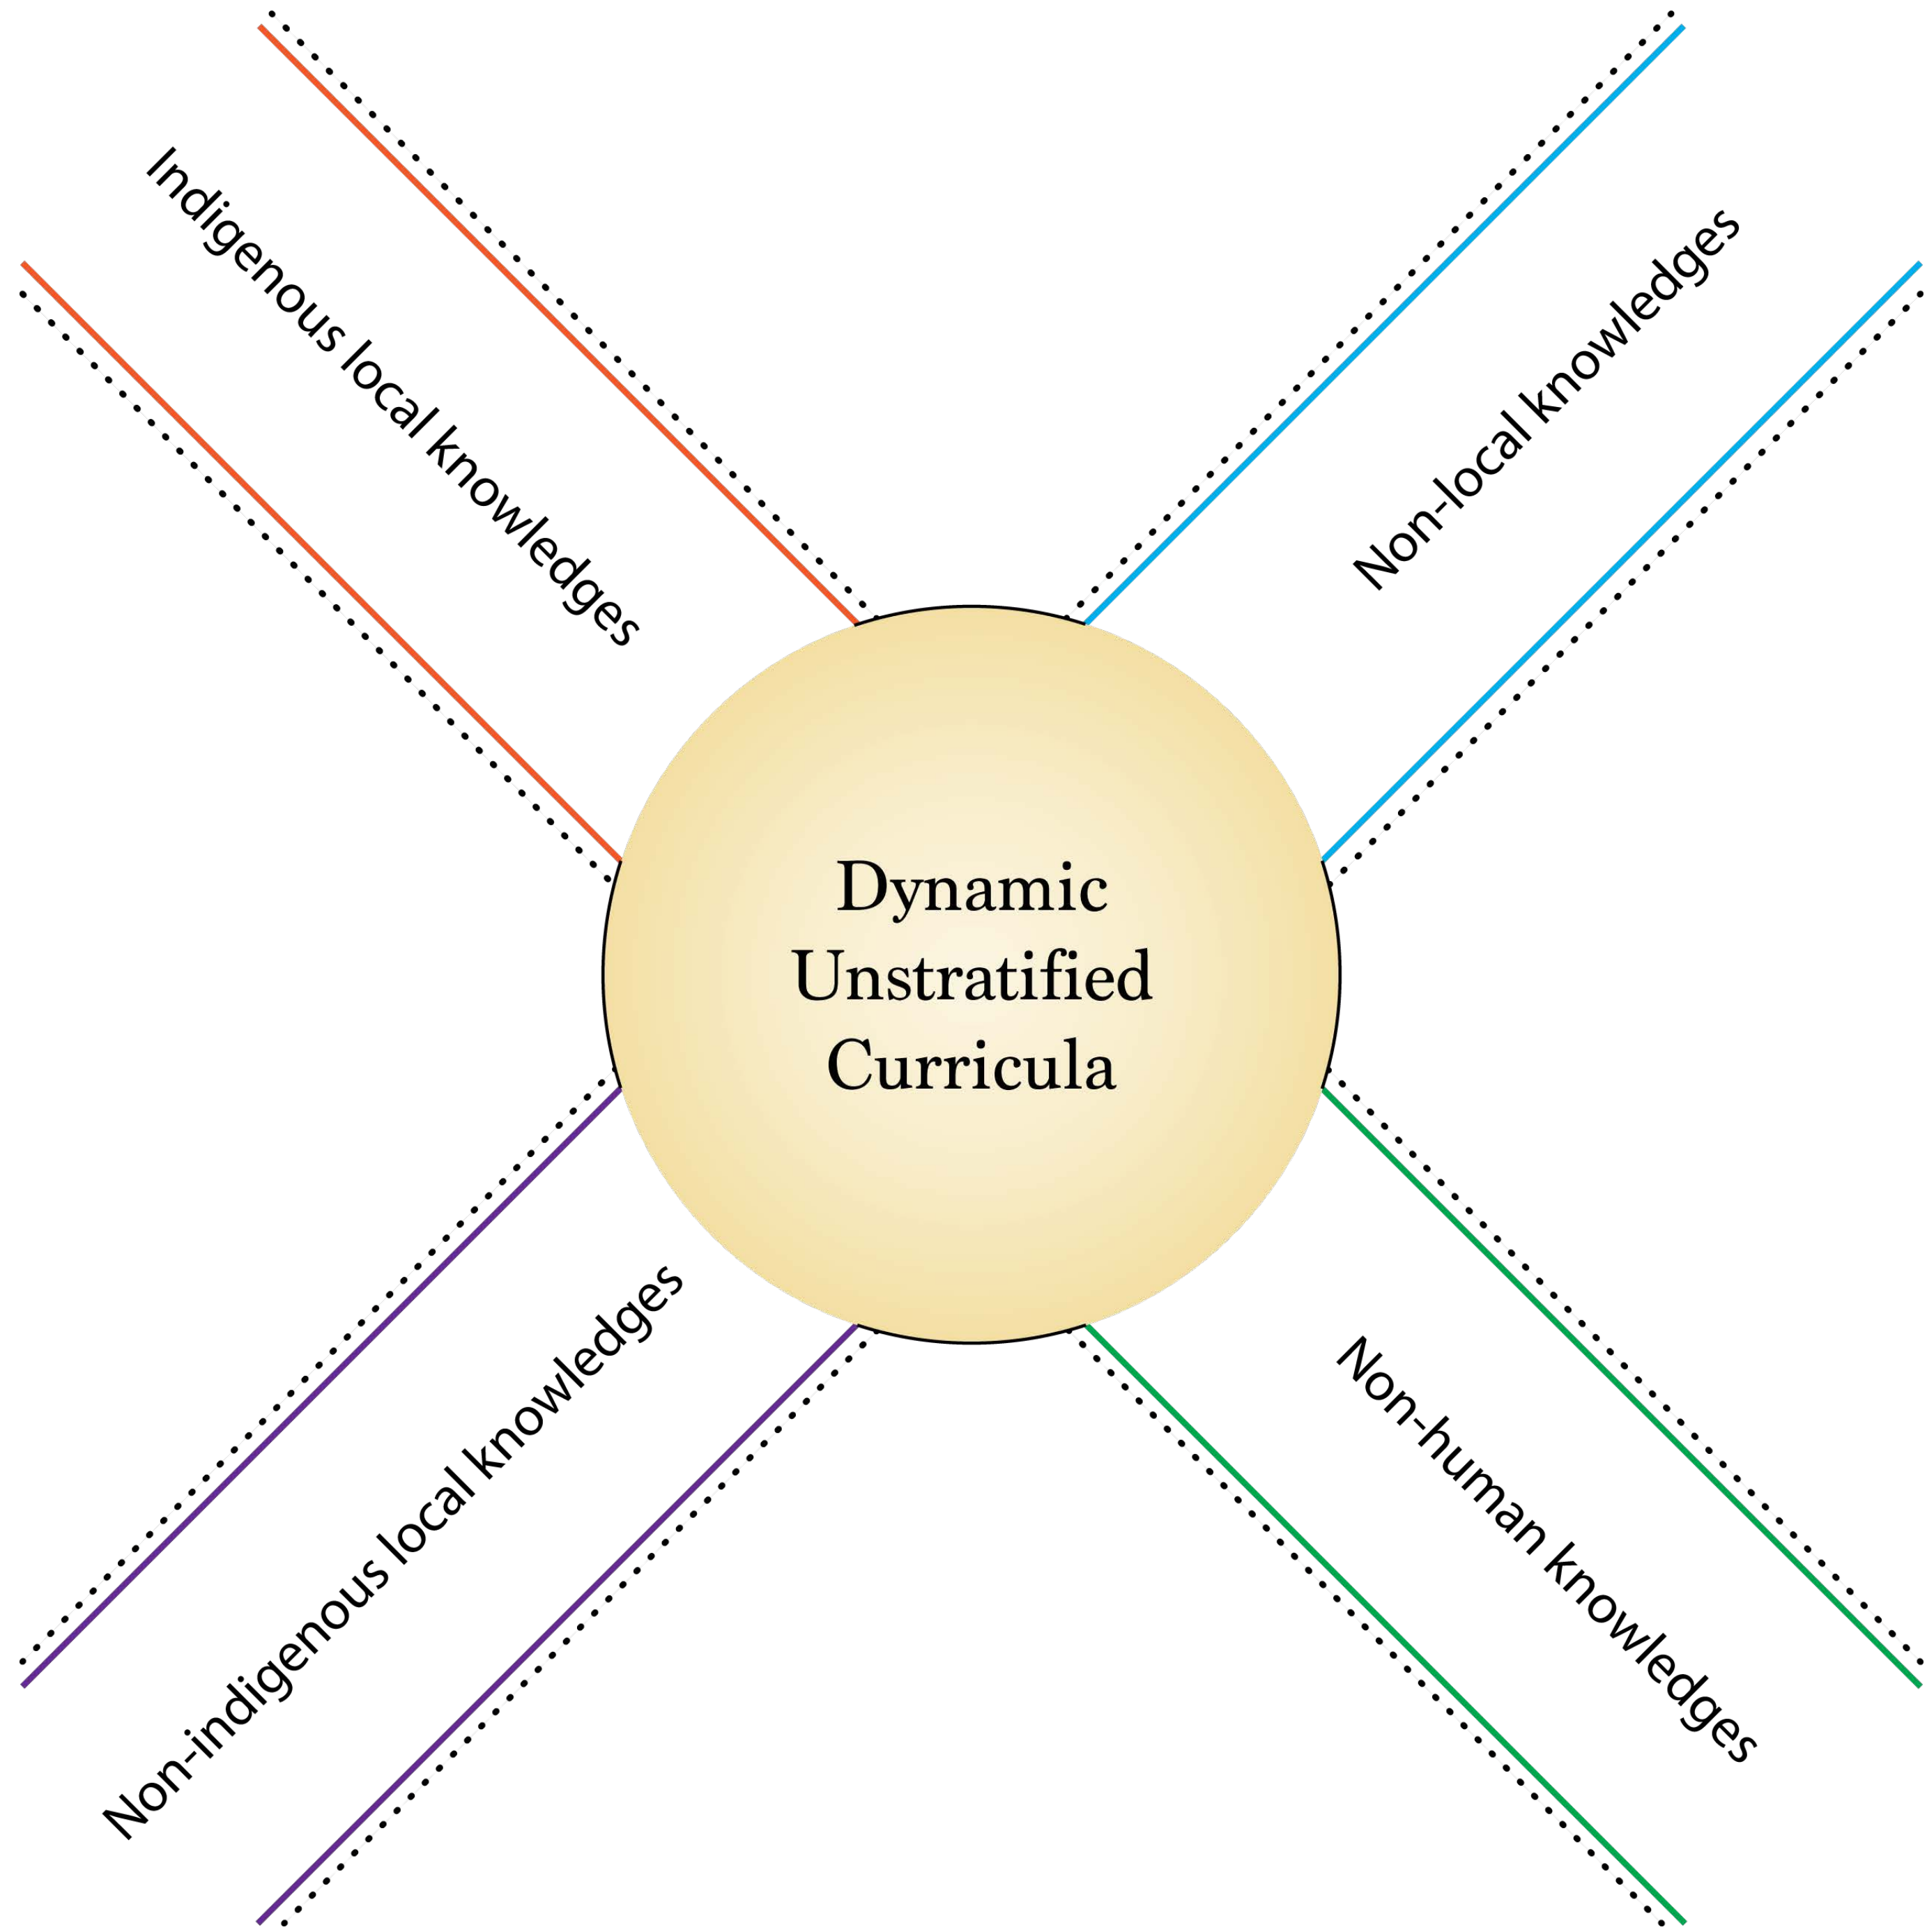 Indigenous local knowledges
Non-local knowledges
Dynamic
Unstratified
Curricula
Non-indigenous local knowledges
Non-human knowledges